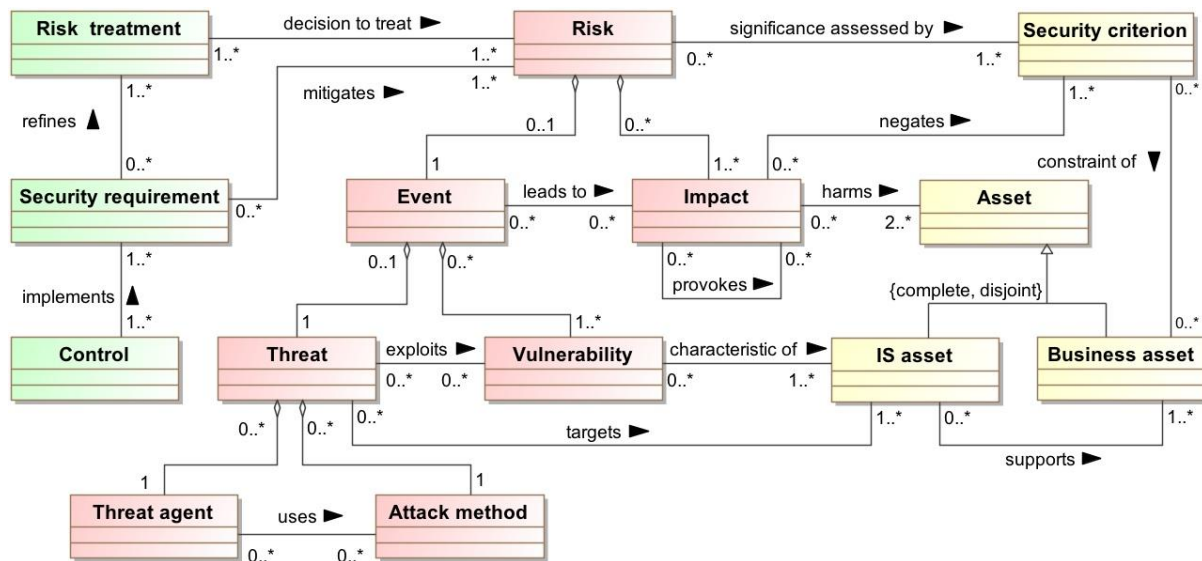 Risk treatment
decision to treat ►
Risk
significance assessed by ►
Security criterion
1..*
1..*
0..*
1..*
1..*
mitigates ►
1..*
0..*
1..*
refines ▲
0..1
0..*
negates ►
constraint of ▼
0..*
1
1..*
0..*
Security requirement
0..*
Event
leads to ►
Impact
harms ►
Asset
0..*
0..*
0..*
2..*
1..*
0..1
0..*
0..*
0..*
provokes ►
implements ▲
{complete, disjoint}
1..*
1
1..*
0..*
Control
Threat
exploits ►
Vulnerability
characteristic of ►
IS asset
Business asset
0..*
0..*
0..*
1..*
0..*
0..*
0..*
targets ►
1..*
0..*
1..*
supports ►
1
1
Threat agent
uses ►
Attack method
0..*
0..*